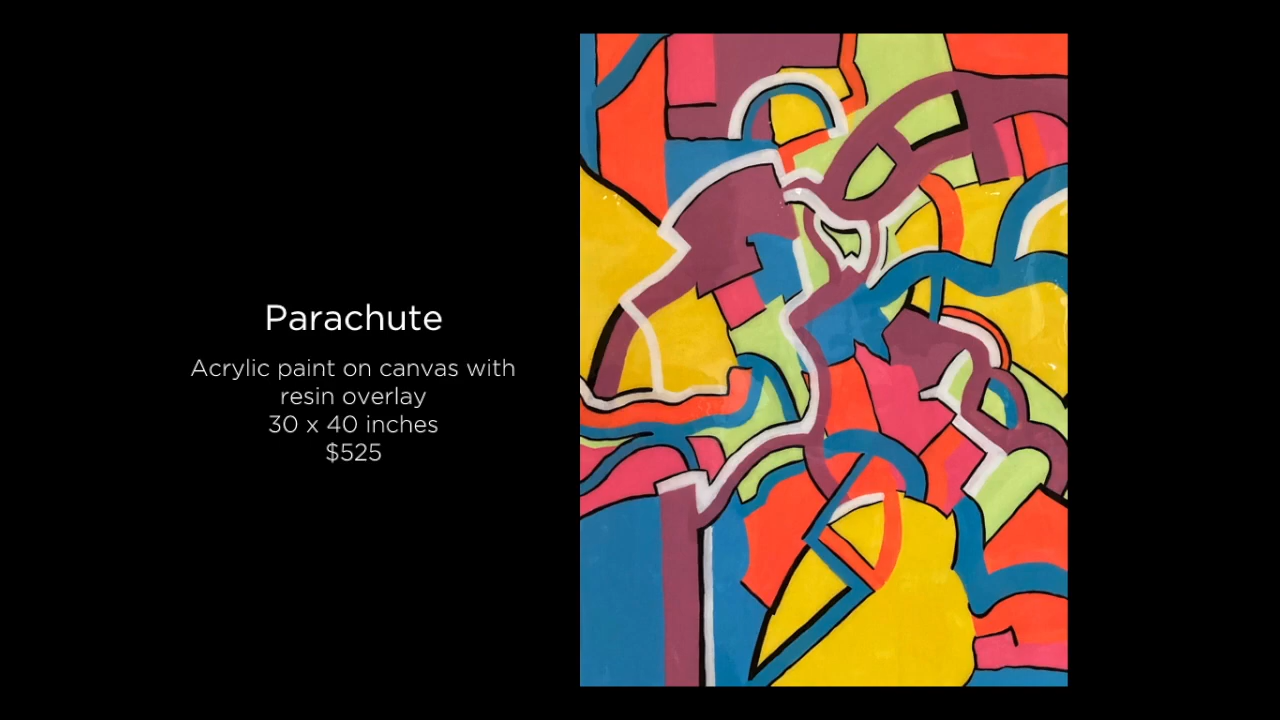 Parachute
Acrylic paint on canvas with
resin overlay
30 x 40 inches
$525